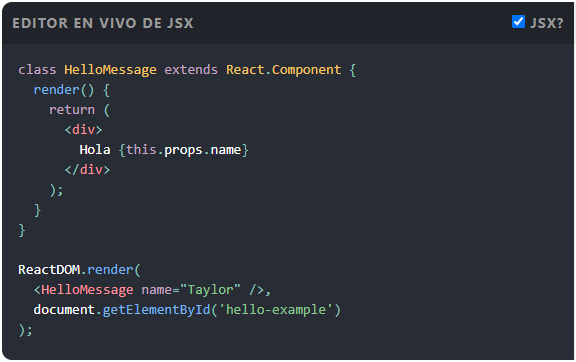 EDITOR EN VIVO DE JSX
JSX?
class HelloMessage extends React.Component {
  render() {
    return (
      <div>
        Hola {this.props.name}
      </div>
    );
  }
}

ReactDOM.render(
  <HelloMessage name="Taylor" />,
  document.getElementById('hello-example')
);